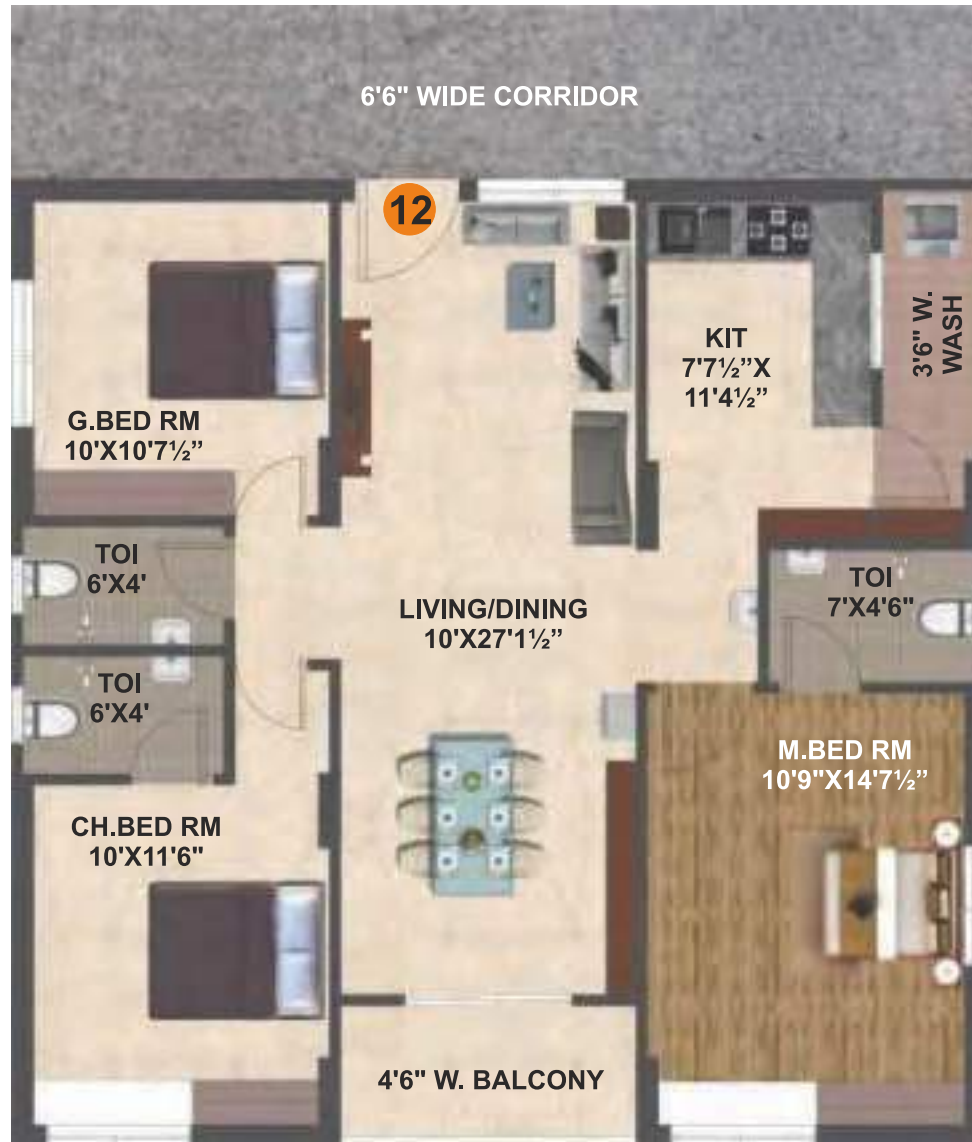 6'6" WIDE CORRIDOR
12
KIT
7'7½”X
11'4½”
3'6" W.
WASH
G.BED RM
10'X10'7½”
TOI
6'X4'
TOI
7'X4'6"
LIVING/DINING
10'X27'1½”
TOI
6'X4'
M.BED RM
10'9"X14'7½”
CH.BED RM
10'X11'6"
4'6" W. BALCONY